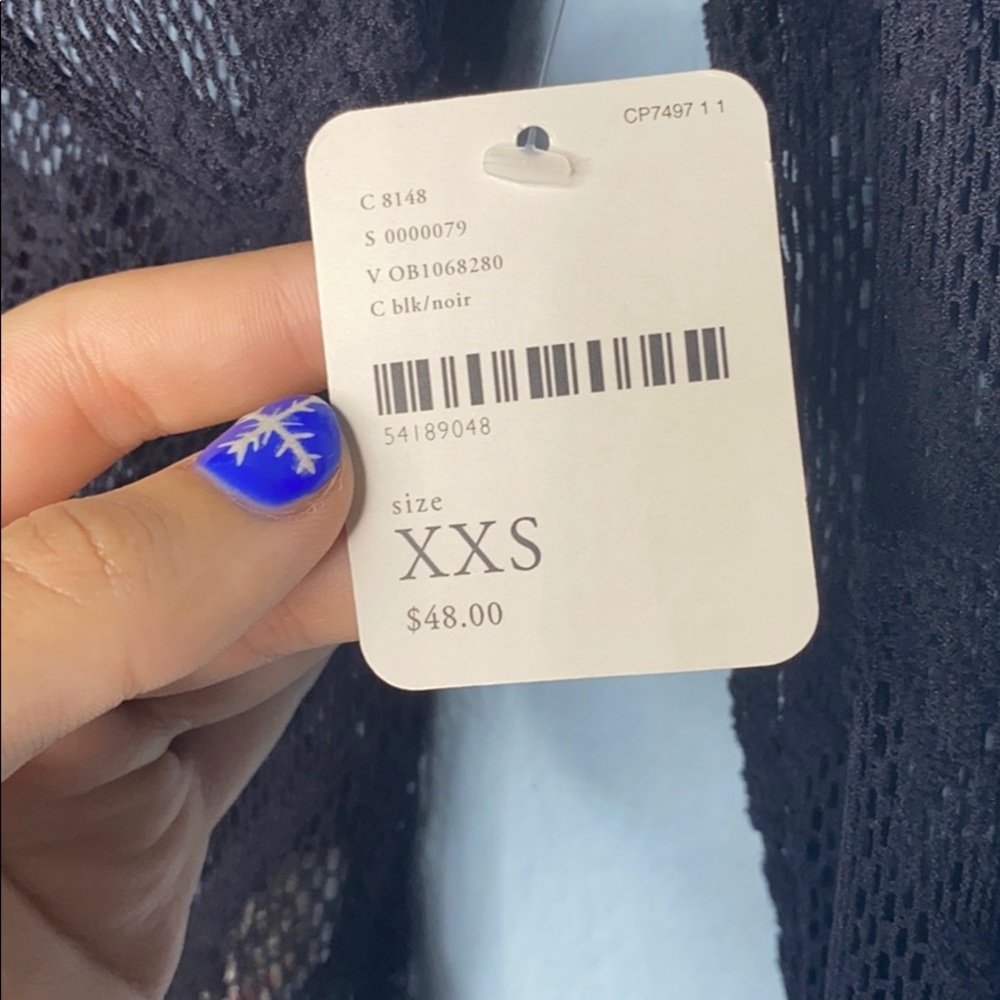 CP7497 1 1
C 8148
S 0000079
V OB1068280
C blk/noir
54189048
size
XXS
$48.00